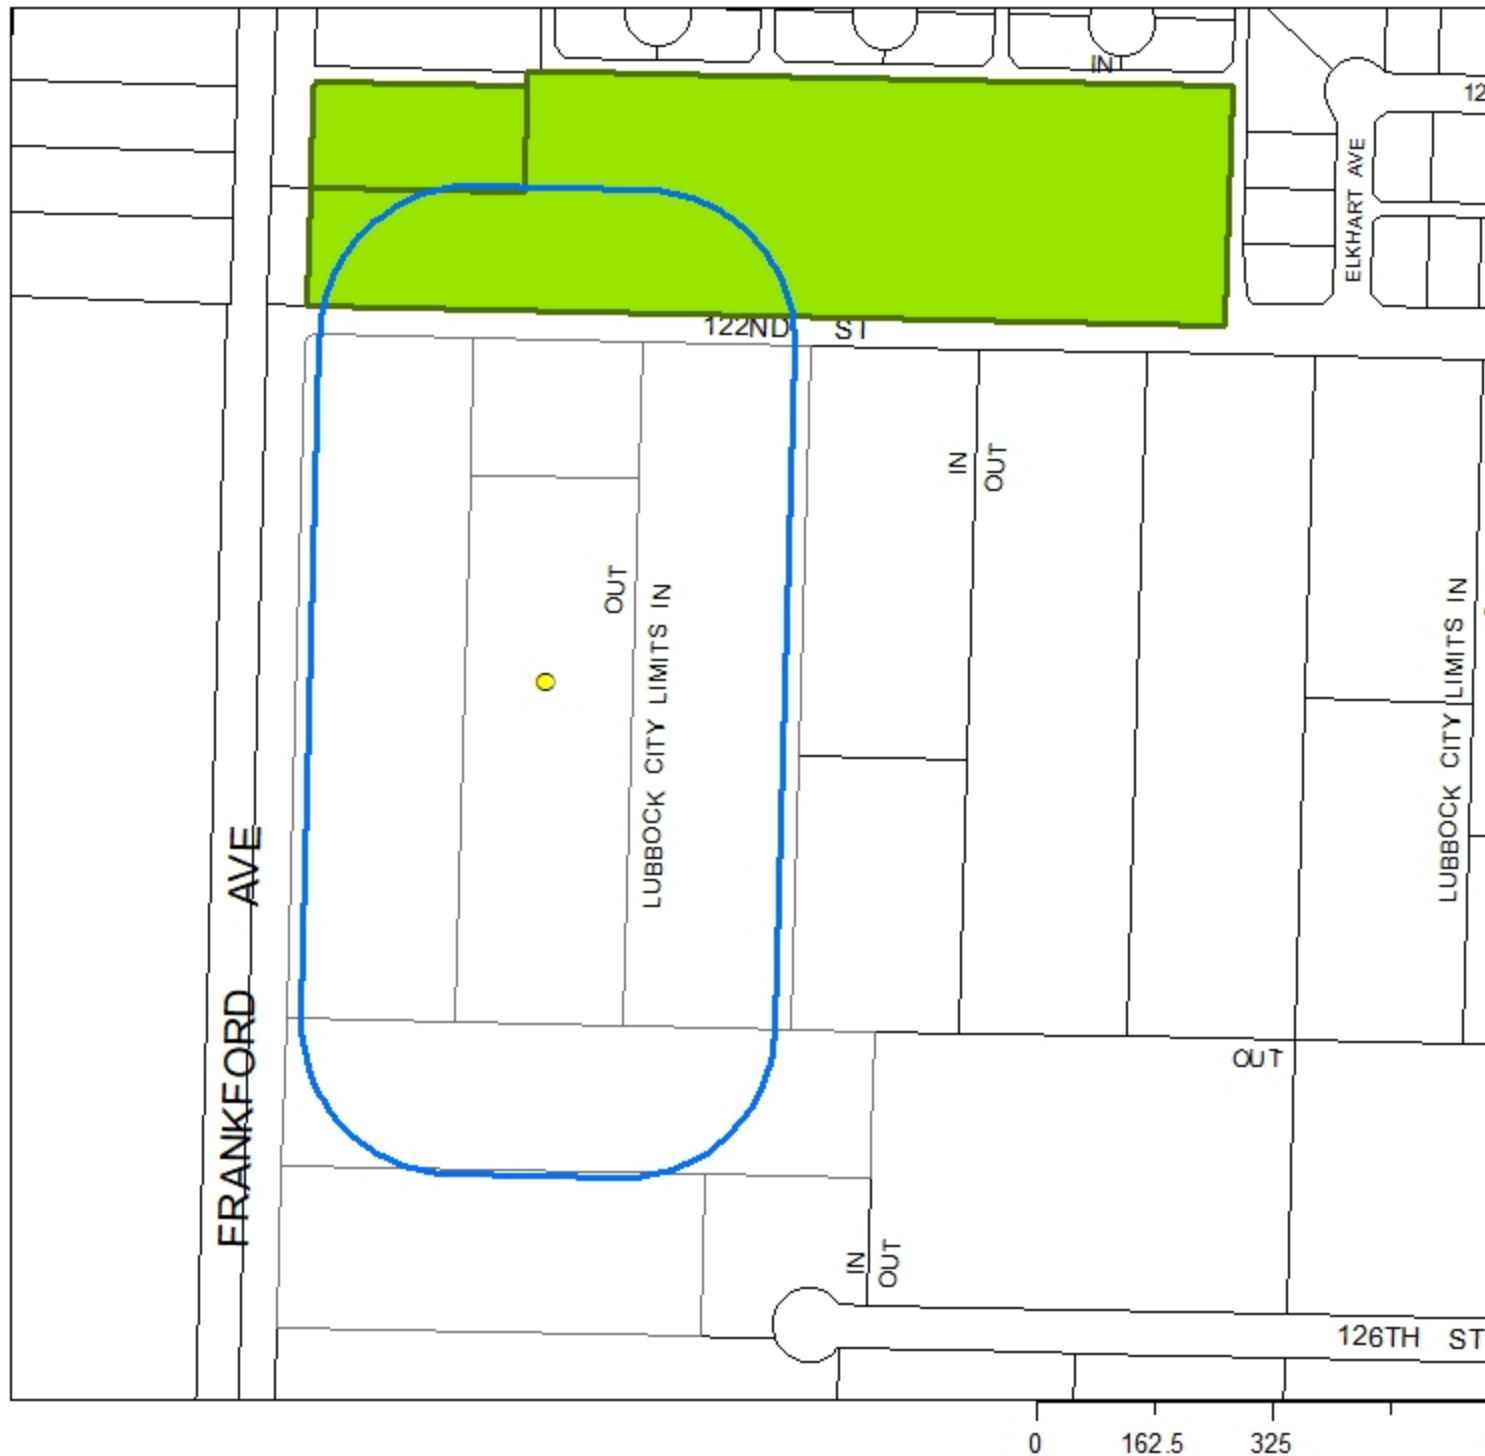 IN
12
ELKHART AVE
122ND ST
IN
OUT
OUT
LUBBOCK CITY LIMITS IN
LUBBOCK CITY LIMITS IN
FRANKFORD AVE
OUT
IN
OUT
126TH ST
0 162.5 325